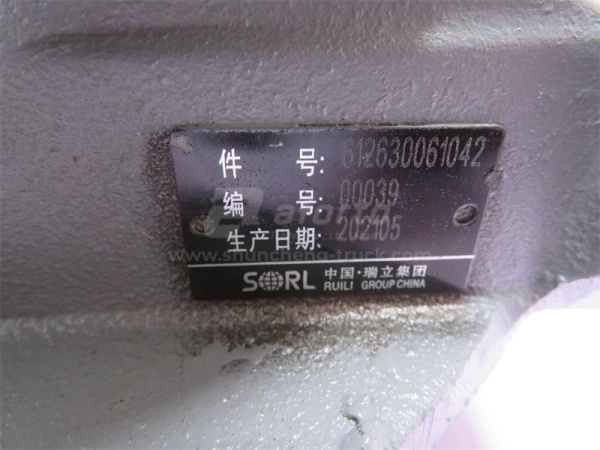 件 号: 612630061042
编 号: 00039
生产日期: 202105
www.shuncheng-truck.com
SORL 中国·瑞立集团
RUILI GROUP CHINA